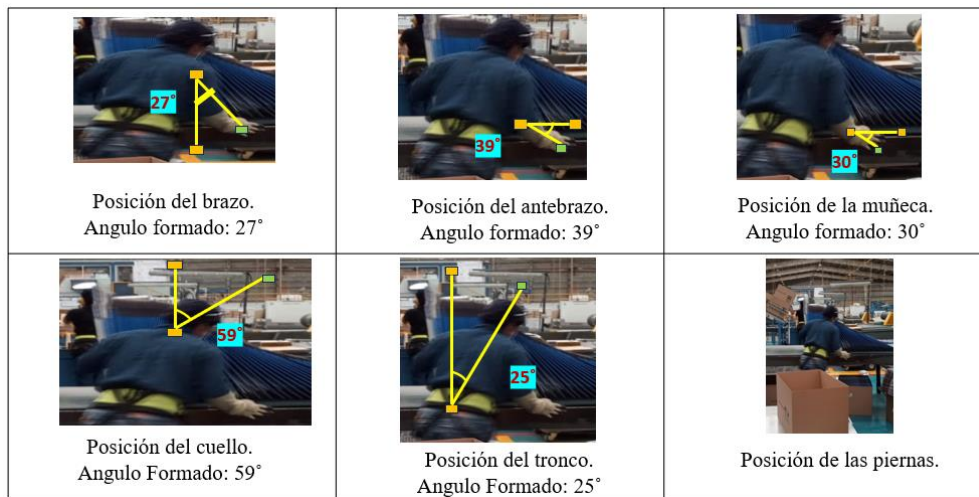 27°
Posición del brazo.
Angulo formado: 27°
39°
Posición del antebrazo.
Angulo formado: 39°
30°
Posición de la muñeca.
Angulo formado: 30°
59°
Posición del cuello.
Angulo Formado: 59°
25°
Posición del tronco.
Angulo Formado: 25°
Posición de las piernas.